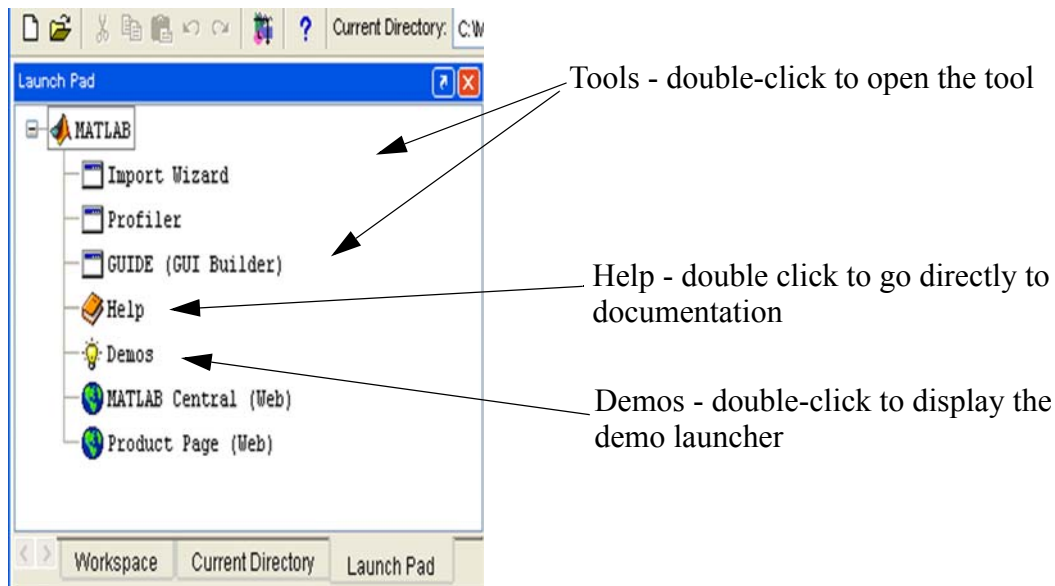 Current Directory: C:\M
Launch Pad
MATLAB
Import Wizard
Profiler
GUIDE (GUI Builder)
Help
Demos
MATLAB Central (Web)
Product Page (Web)
Workspace Current Directory Launch Pad
Tools - double-click to open the tool
Help - double click to go directly to
documentation
Demos - double-click to display the
demo launcher